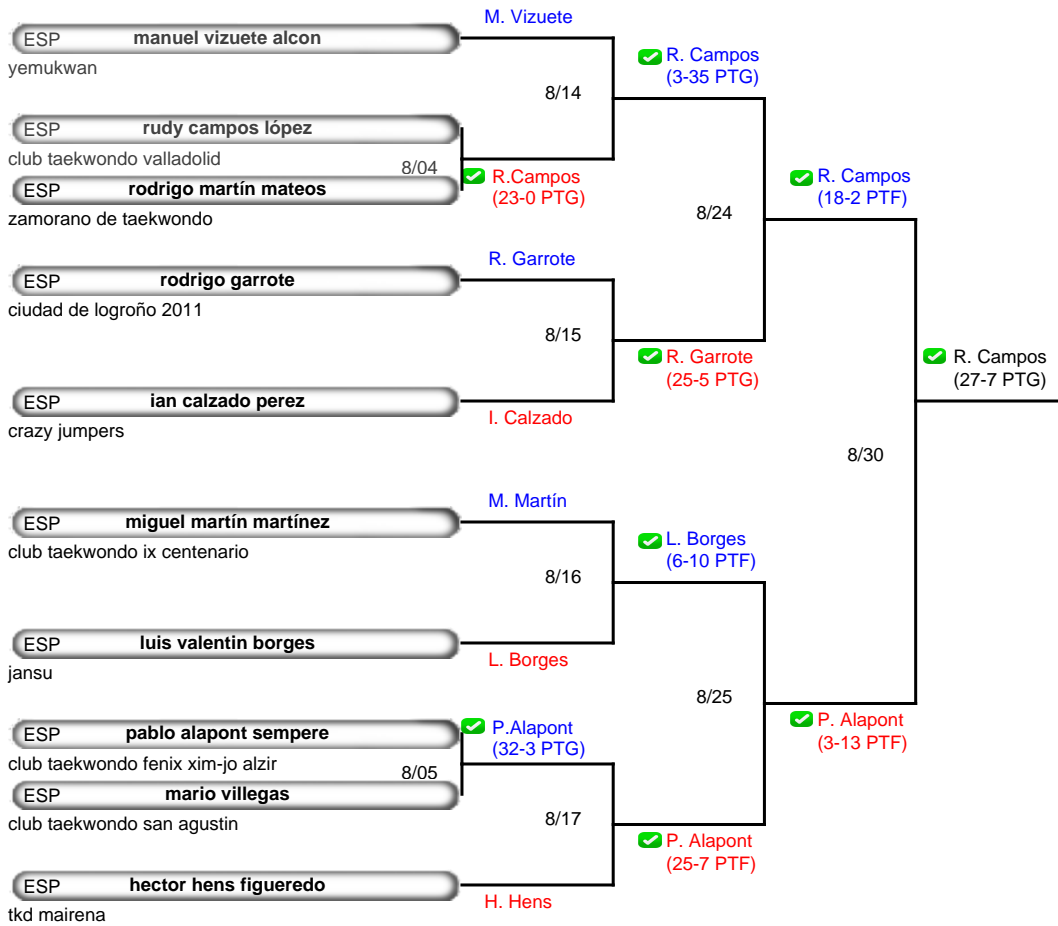 M. Vizuete
ESP manuel vizuete alcon
yemukwan
R. Campos
(3-35 PTG)
8/14
ESP rudy campos lópez
club taekwondo valladolid
8/04
R.Campos
(23-0 PTG)
ESP rodrigo martín mateos
zamorano de taekwondo
R. Campos
(18-2 PTF)
8/24
R. Garrote
ESP rodrigo garrote
ciudad de logroño 2011
8/15
R. Garrote
(25-5 PTG)
R. Campos
(27-7 PTG)
ESP ian calzado perez
crazy jumpers
I. Calzado
8/30
M. Martín
ESP miguel martín martínez
club taekwondo ix centenario
L. Borges
(6-10 PTF)
8/16
ESP luis valentin borges
jansu
L. Borges
8/25
P. Alapont
(3-13 PTF)
ESP pablo alapont sempere
club taekwondo fenix xim-jo alzir
P.Alapont
(32-3 PTG)
8/05
ESP mario villegas
club taekwondo san agustin
8/17
P. Alapont
(25-7 PTF)
ESP hector hens figueredo
tkd mairena
H. Hens